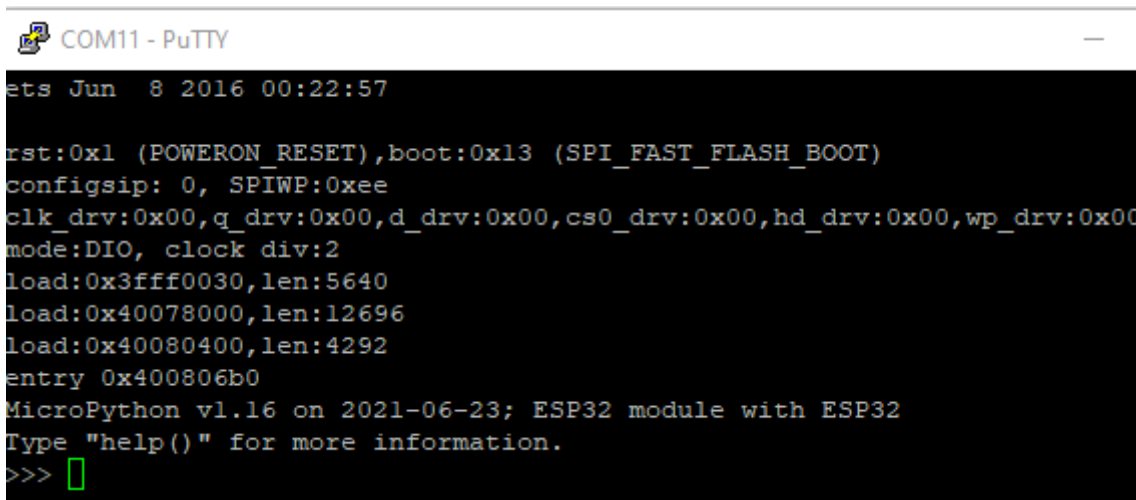 COM11 - PuTTY
ets Jun  8 2016 00:22:57
rst:0x1 (POWERON_RESET),boot:0x13 (SPI_FAST_FLASH_BOOT)
configsip: 0, SPIWP:0xee
clk_drv:0x00,q_drv:0x00,d_drv:0x00,cs0_drv:0x00,hd_drv:0x00,wp_drv:0x00
mode:DIO, clock div:2
load:0x3fff0030,len:5640
load:0x40078000,len:12696
load:0x40080400,len:4292
entry 0x400806b0
MicroPython v1.16 on 2021-06-23; ESP32 module with ESP32
Type "help()" for more information.
>>>